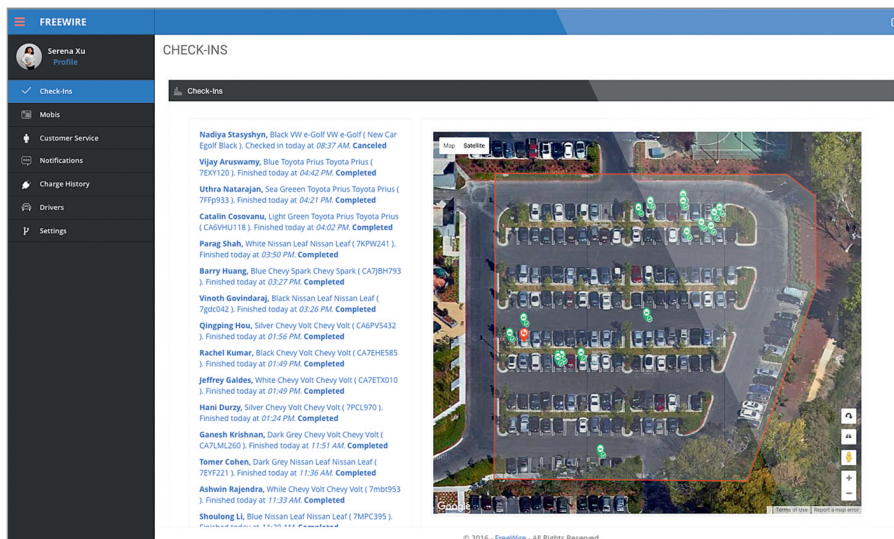 FREEWIRE
Serena Xu
Profile
Check-Ins
Mobis
Customer Service
Notifications
Charge History
Drivers
Settings
CHECK-INS
Check-Ins
Nadiya Stasyshyn, Black VW e-Golf VW e-Golf ( New Car
Egolf Black ). Checked in today at 08:37 AM. Canceled
Vijay Aruswamy, Blue Toyota Prius Toyota Prius (
7EXY120 ). Finished today at 04:42 PM. Completed
Uthra Natarajan, Sea Greeen Toyota Prius Toyota Prius (
7FFp933 ). Finished today at 04:21 PM. Completed
Catalin Cosovanu, Light Green Toyota Prius Toyota Prius
( CA6VHU118 ). Finished today at 04:02 PM. Completed
Parag Shah, White Nissan Leaf Nissan Leaf ( 7KPW241 ).
Finished today at 03:50 PM. Completed
Barry Huang, Blue Chevy Spark Chevy Spark ( CA7JBH793
). Finished today at 03:27 PM. Completed
Vinoth Govindaraj, Black Nissan Leaf Nissan Leaf (
7gdc042 ). Finished today at 03:26 PM. Completed
Qingping Hou, Silver Chevy Volt Chevy Volt ( CA6PV5432
). Finished today at 01:56 PM. Completed
Rachel Kumar, Black Chevy Volt Chevy Volt ( CA7EHE585
). Finished today at 01:49 PM. Completed
Jeffrey Galdes, White Chevy Volt Chevy Volt ( CA7ETX010
). Finished today at 01:49 PM. Completed
Hani Durzy, Silver Chevy Volt Chevy Volt ( 7PCL970 ).
Finished today at 01:24 PM. Completed
Ganesh Krishnan, Dark Grey Chevy Volt Chevy Volt (
CA7LML260 ). Finished today at 11:51 AM. Completed
Tomer Cohen, Dark Grey Nissan Leaf Nissan Leaf (
7EYF221 ). Finished today at 11:36 AM. Completed
Ashwin Rajendra, While Chevy Volt Chevy Volt ( 7mbt953
). Finished today at 11:33 AM. Completed
Shoulong Li, Blue Nissan Leaf Nissan Leaf ( 7MPC395 ).
Finished today at 11:20 AM. Completed
Map Satellite
Google
Terms of Use Report a map error
© 2016 - FreeWire - All Rights Reserved